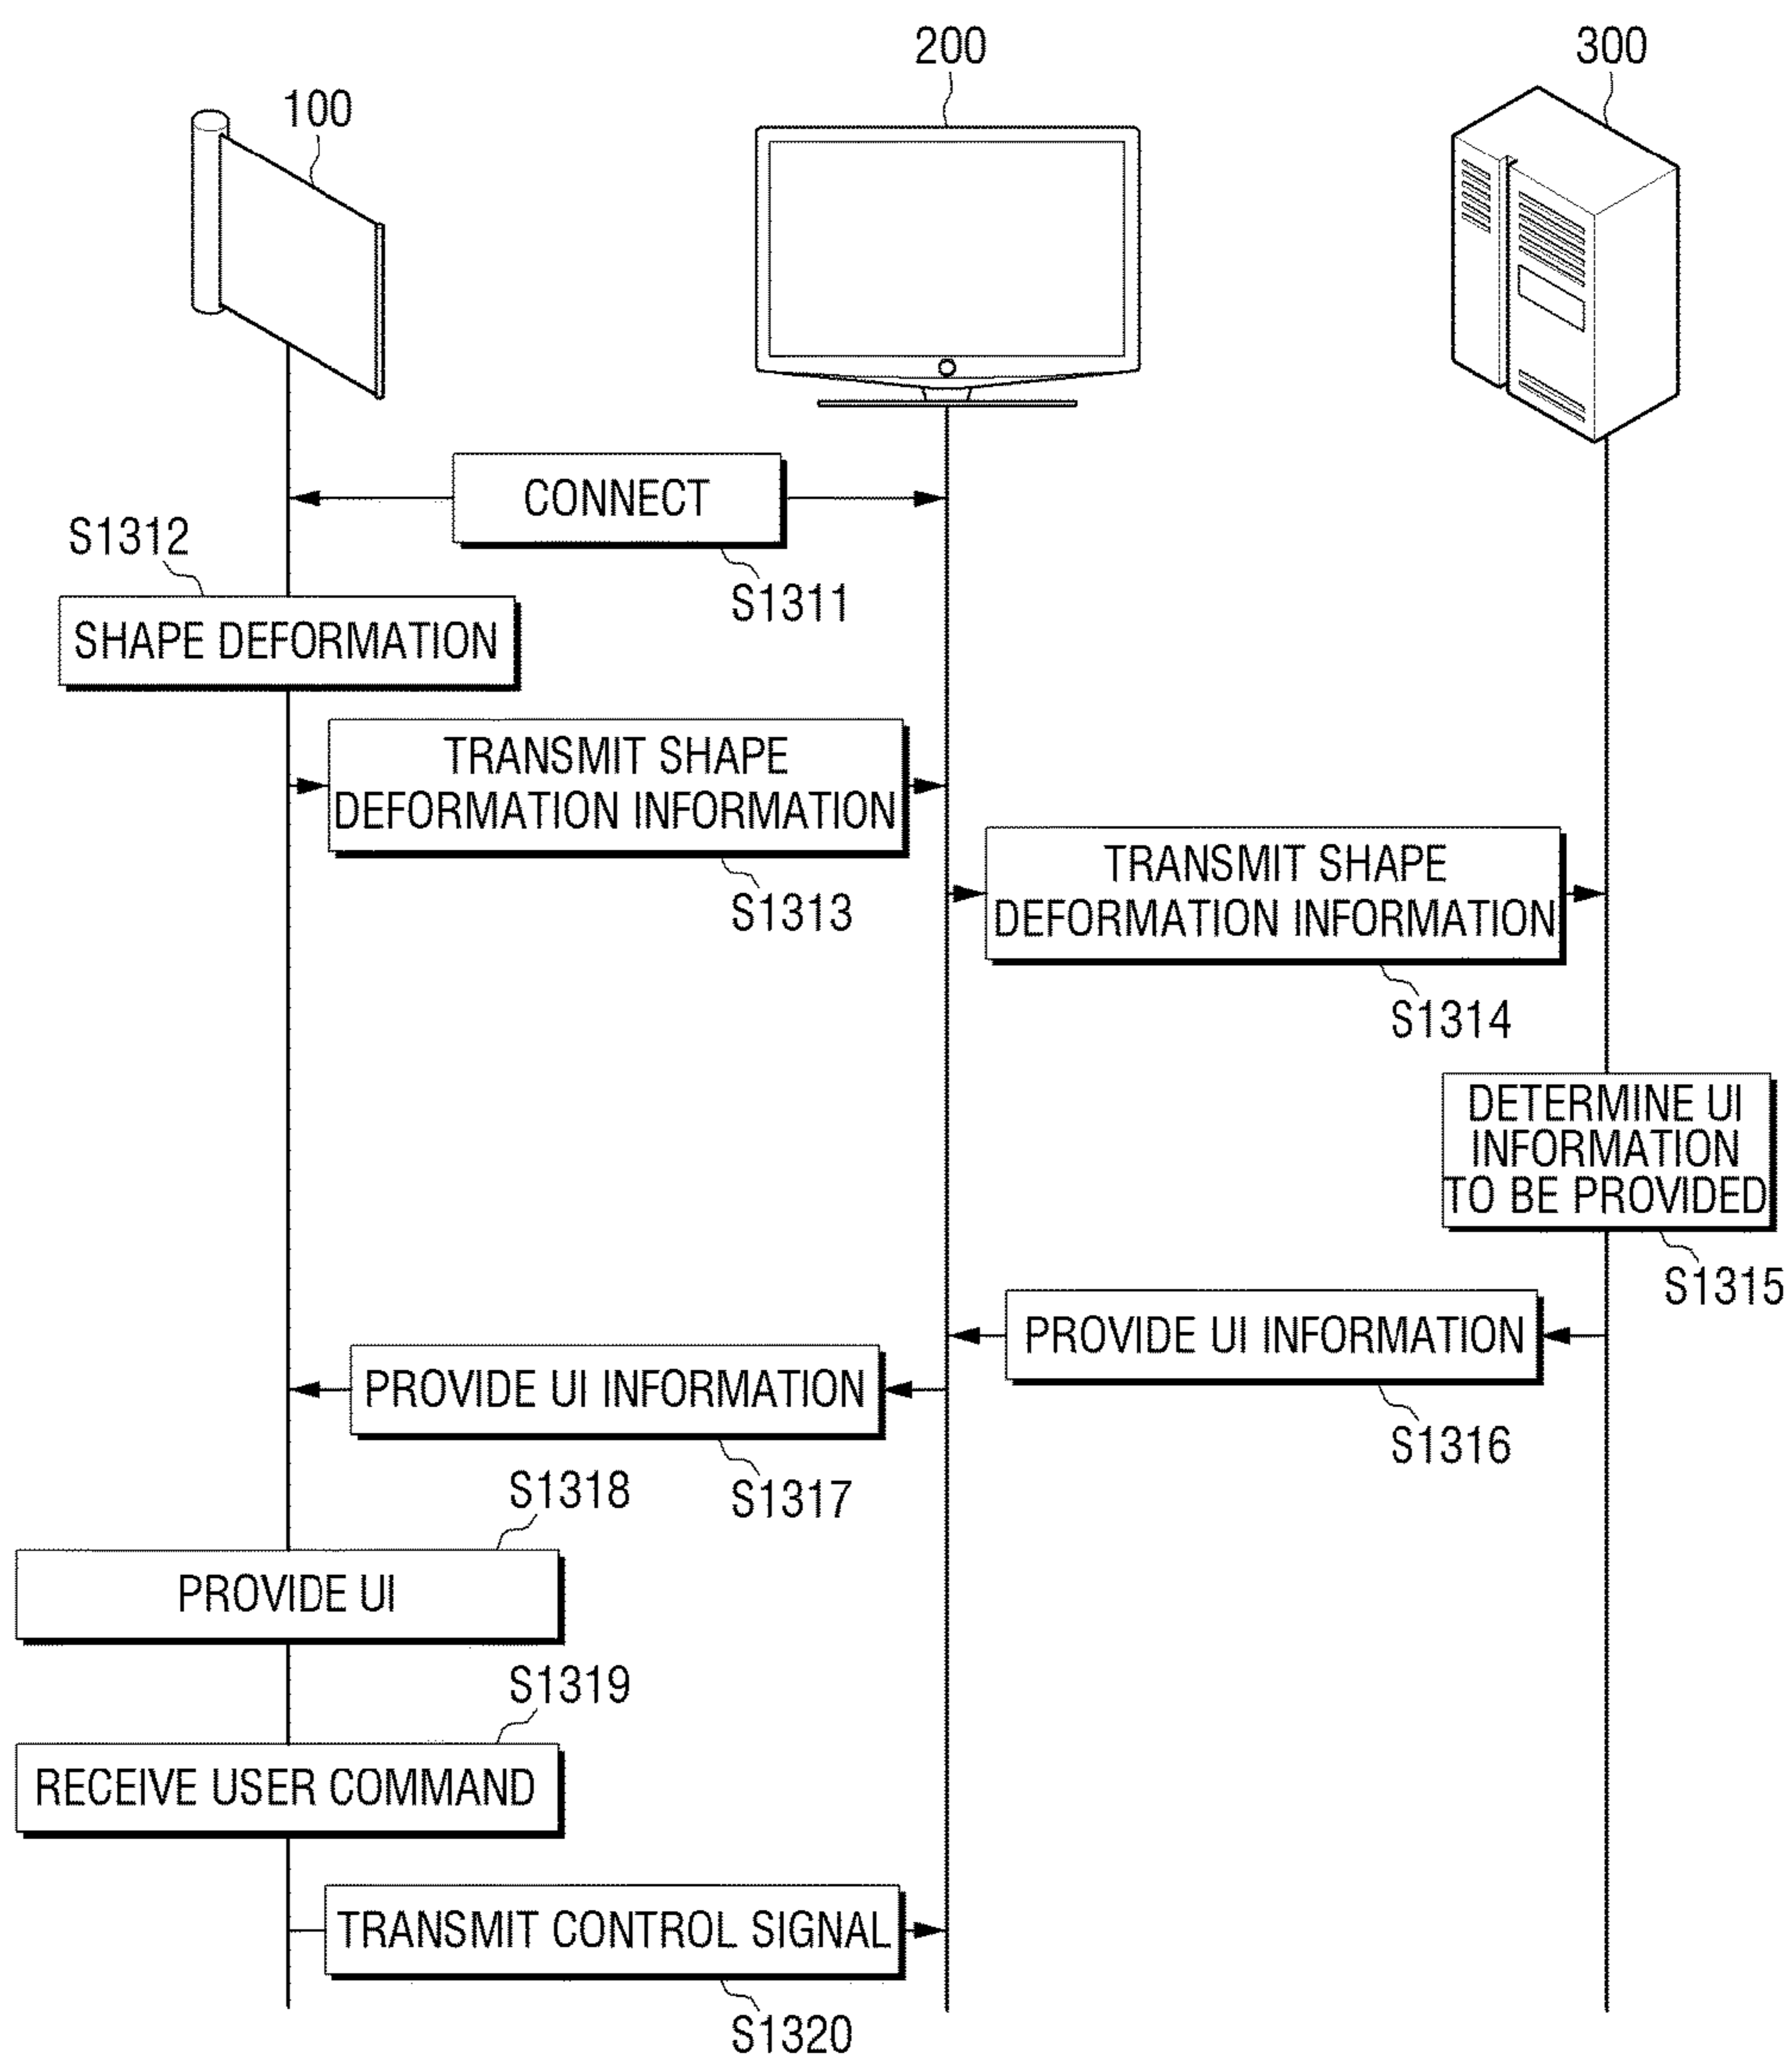 200
300
100
CONNECT
S1312
S1311
SHAPE DEFORMATION
TRANSMIT SHAPE
DEFORMATION INFORMATION
S1313
TRANSMIT SHAPE
DEFORMATION INFORMATION
S1314
DETERMINE UI
INFORMATION
TO BE PROVIDED
S1315
PROVIDE UI INFORMATION
S1316
PROVIDE UI INFORMATION
S1317
S1318
PROVIDE UI
S1319
RECEIVE USER COMMAND
TRANSMIT CONTROL SIGNAL
S1320